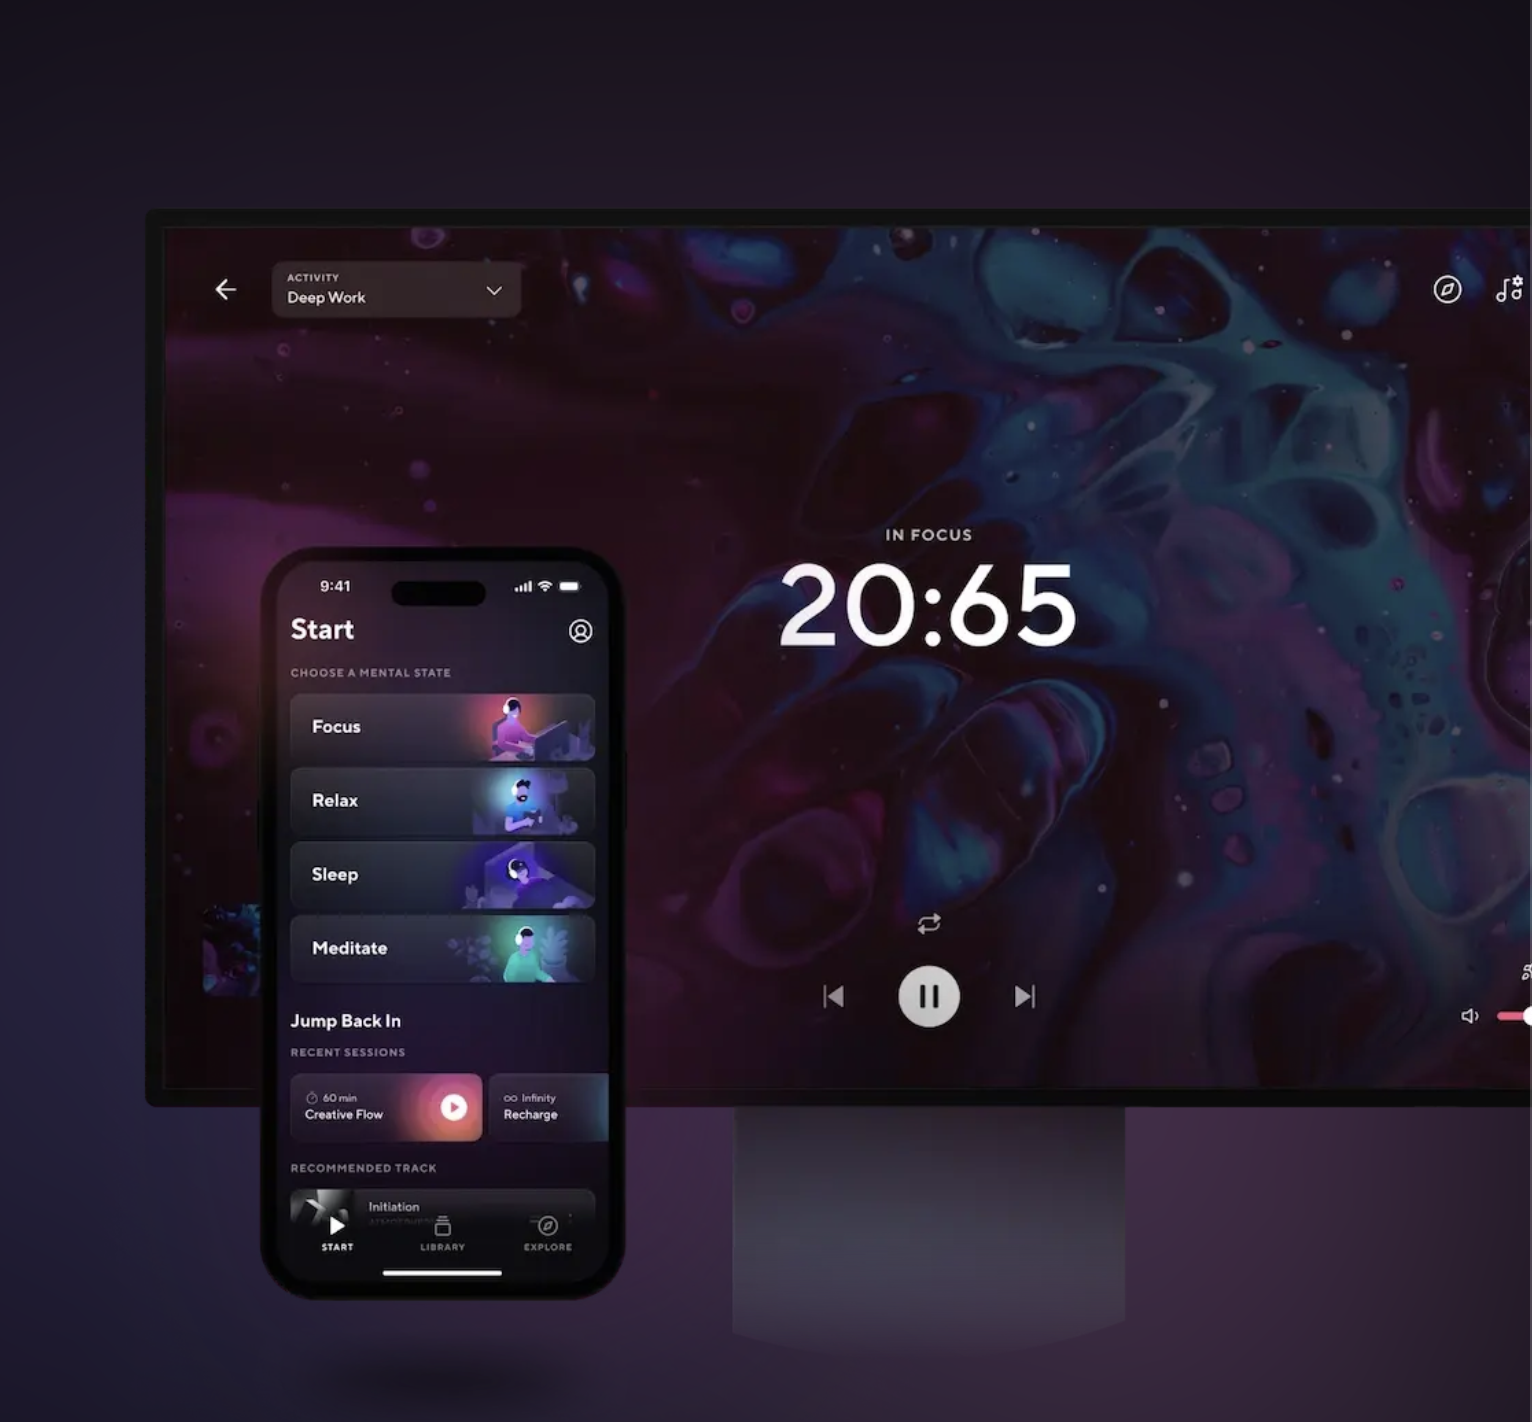 ACTIVITY
Deep Work
IN FOCUS
20:65
9:41
Start
CHOOSE A MENTAL STATE
Focus
Relax
Sleep
Meditate
Jump Back In
RECENT SESSIONS
60 min
Creative Flow
Infinity
Recharge
RECOMMENDED TRACK
Initiation
START
LIBRARY
EXPLORE